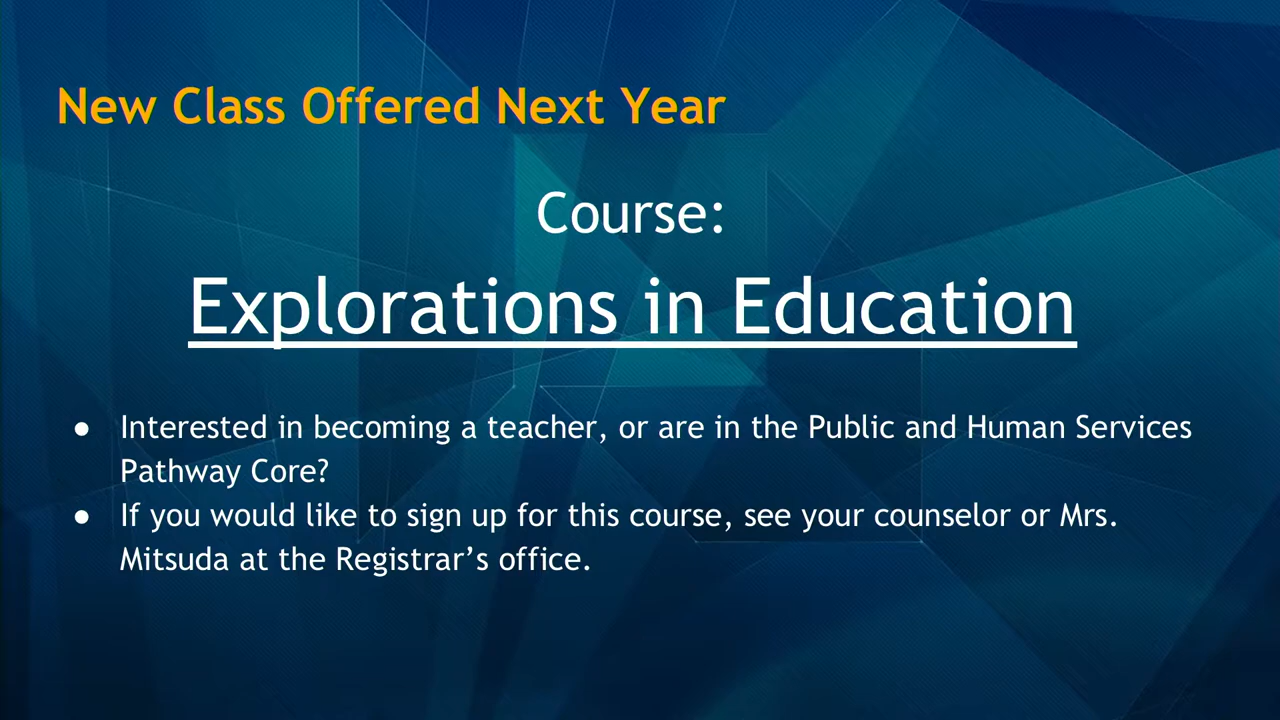 New Class Offered Next Year
Course:
Explorations in Education
● Interested in becoming a teacher, or are in the Public and Human Services
Pathway Core?
● If you would like to sign up for this course, see your counselor or Mrs.
Mitsuda at the Registrar’s office.